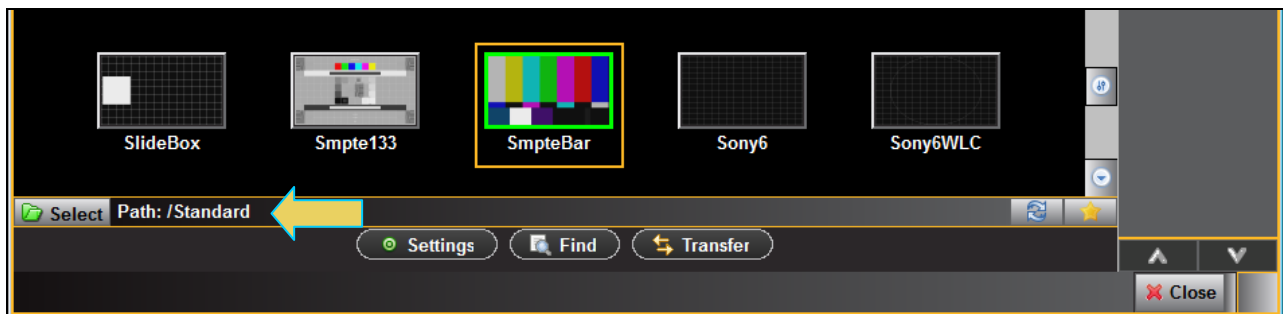 SlideBox Smpte133 SmpteBar Sony6 Sony6WLC
Select Path: /Standard
Settings Find Transfer
Close